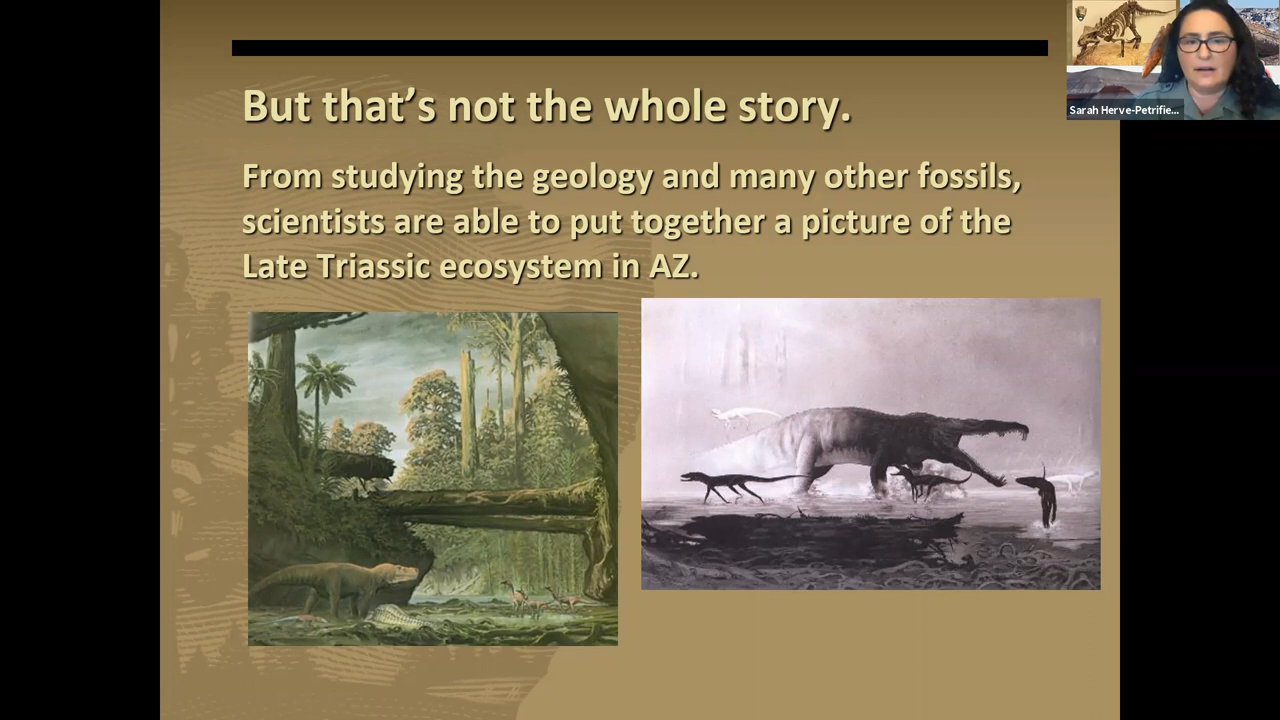 But that's not the whole story.
From studying the geology and many other fossils,
scientists are able to put together a picture of the
Late Triassic ecosystem in AZ.
Sarah Herve-Petrifie...